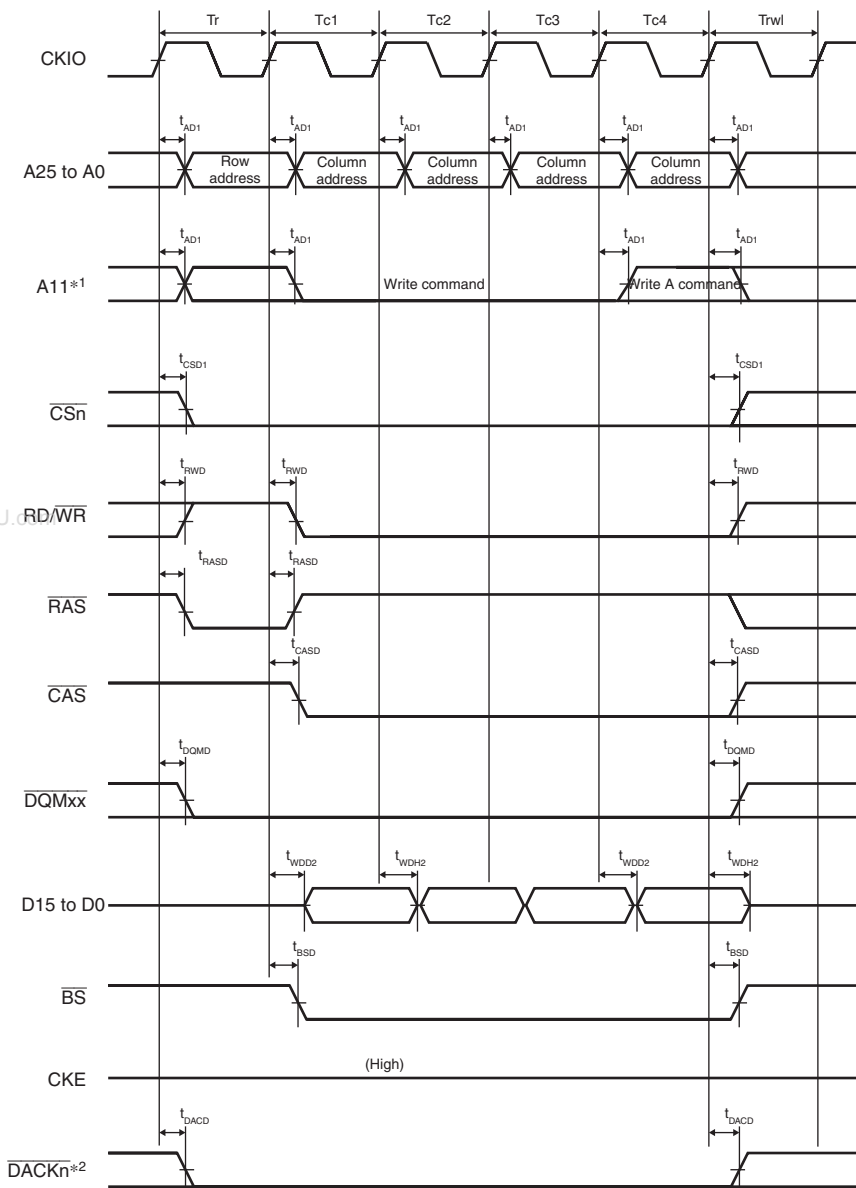 Tr Tc1 Tc2 Tc3 Tc4 Trwl
CKIO
tAD1 tAD1 tAD1 tAD1 tAD1 tAD1
A25 to A0
Row address
Column address
Column address
Column address
Column address
tAD1 tAD1 tAD1 tAD1
A11*1
Write command
Write A command
tCSD1 tCSD1
CSn
tRWD tRWD tRWD
RD/WR
tRASD tRASD
RAS
tCASD tCASD
CAS
tDQMD tDQMD
DQMxx
tWDD2 tWDH2 tWDD2 tWDH2
D15 to D0
tBSD tBSD
BS
(High)
CKE
tDACD tDACD
DACKn*2